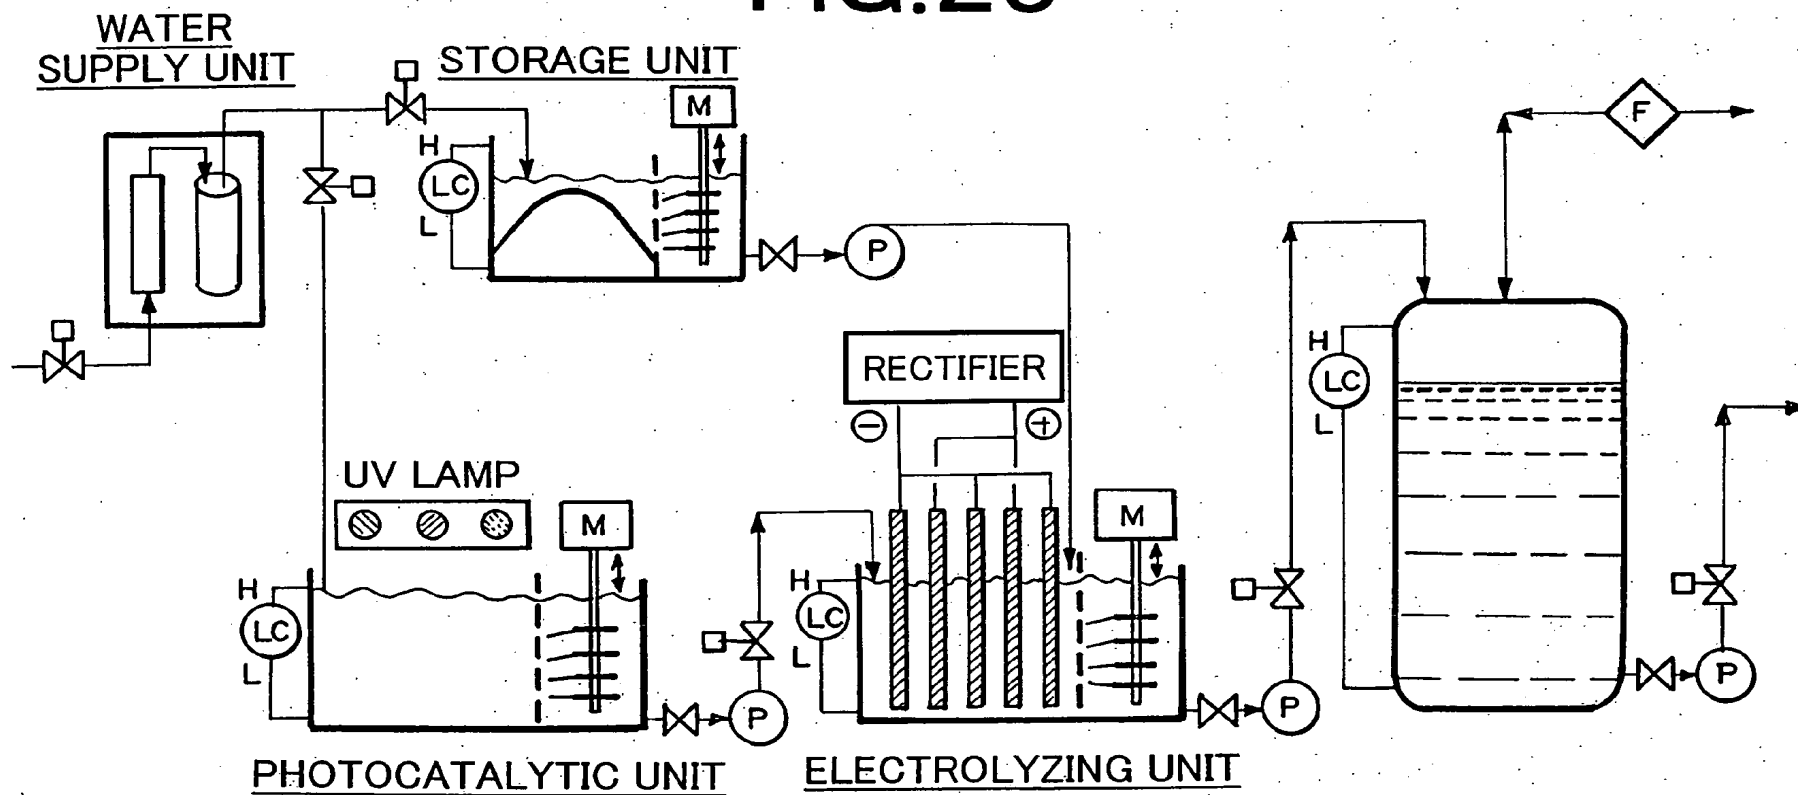 WATER
SUPPLY UNIT
STORAGE UNIT
M
H
LC
L
P
F
RECTIFIER
−
+
H
LC
L
UV LAMP
M
H
LC
L
P
M
H
LC
L
P
P
PHOTOCATALYTIC UNIT
ELECTROLYZING UNIT